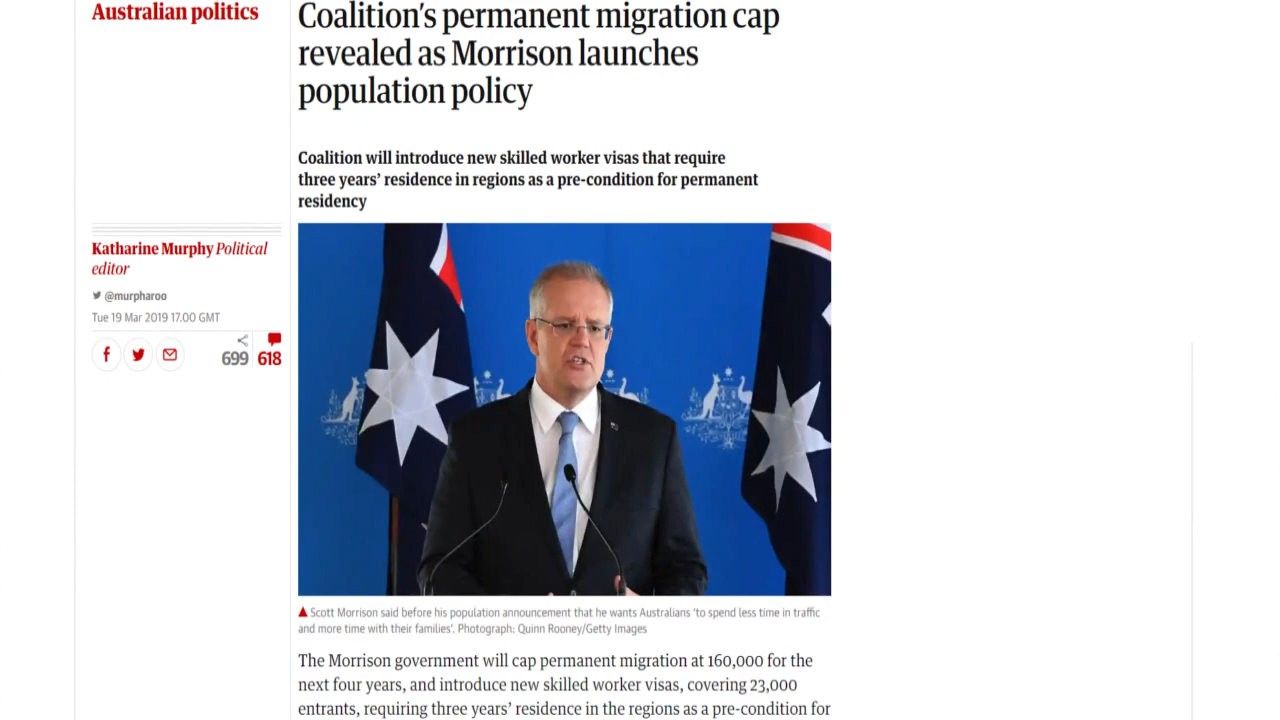 Australian politics
Coalition’s permanent migration cap
revealed as Morrison launches
population policy
Coalition will introduce new skilled worker visas that require
three years’ residence in regions as a pre-condition for permanent
residency
Katharine Murphy Political
editor
@murpharoo
Tue 19 Mar 2019 17.00 GMT
699 618
Scott Morrison said before his population announcement that he wants Australians ‘to spend less time in traffic
and more time with their families’. Photograph: Quinn Rooney/Getty Images
The Morrison government will cap permanent migration at 160,000 for the
next four years, and introduce new skilled worker visas, covering 23,000
entrants, requiring three years’ residence in the regions as a pre-condition for